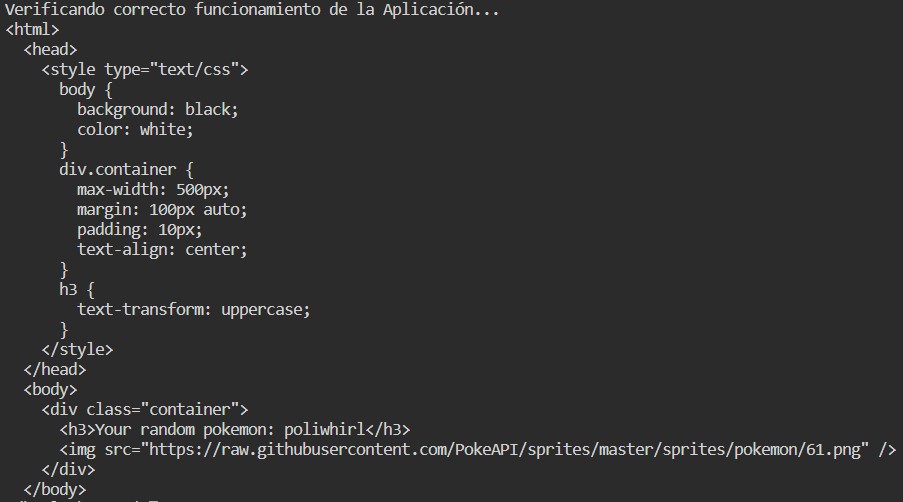 Verificando correcto funcionamiento de la Aplicación...
<html>
  <head>
    <style type="text/css">
      body {
        background: black;
        color: white;
      }
      div.container {
        max-width: 500px;
        margin: 100px auto;
        padding: 10px;
        text-align: center;
      }
      h3 {
        text-transform: uppercase;
      }
    </style>
  </head>
  <body>
    <div class="container">
      <h3>Your random pokemon: poliwhirl</h3>
      <img src="https://raw.githubusercontent.com/PokeAPI/sprites/master/sprites/pokemon/61.png" />
    </div>
  </body>